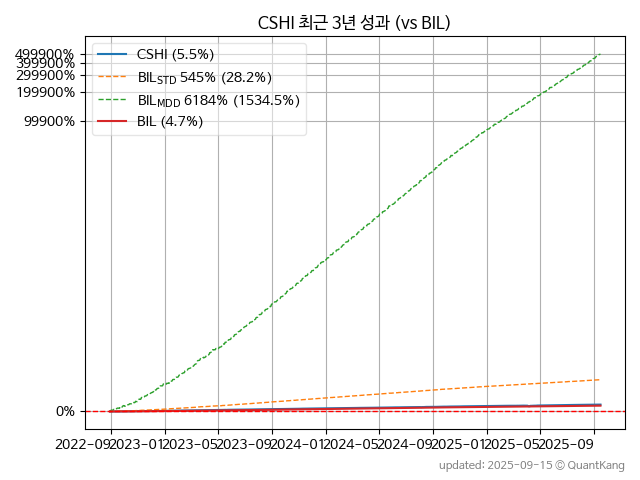 CSHI 최근 3년 성과 (vs BIL)
499900%
399900%
299900%
199900%
99900%
0%
CSHI (5.5%)
BIL_STD 545% (28.2%)
BIL_MDD 6184% (1534.5%)
BIL (4.7%)
2022-09 2023-01 2023-05 2023-09 2024-01 2024-05 2024-09 2025-01 2025-05 2025-09
updated: 2025-09-15 © QuantKang